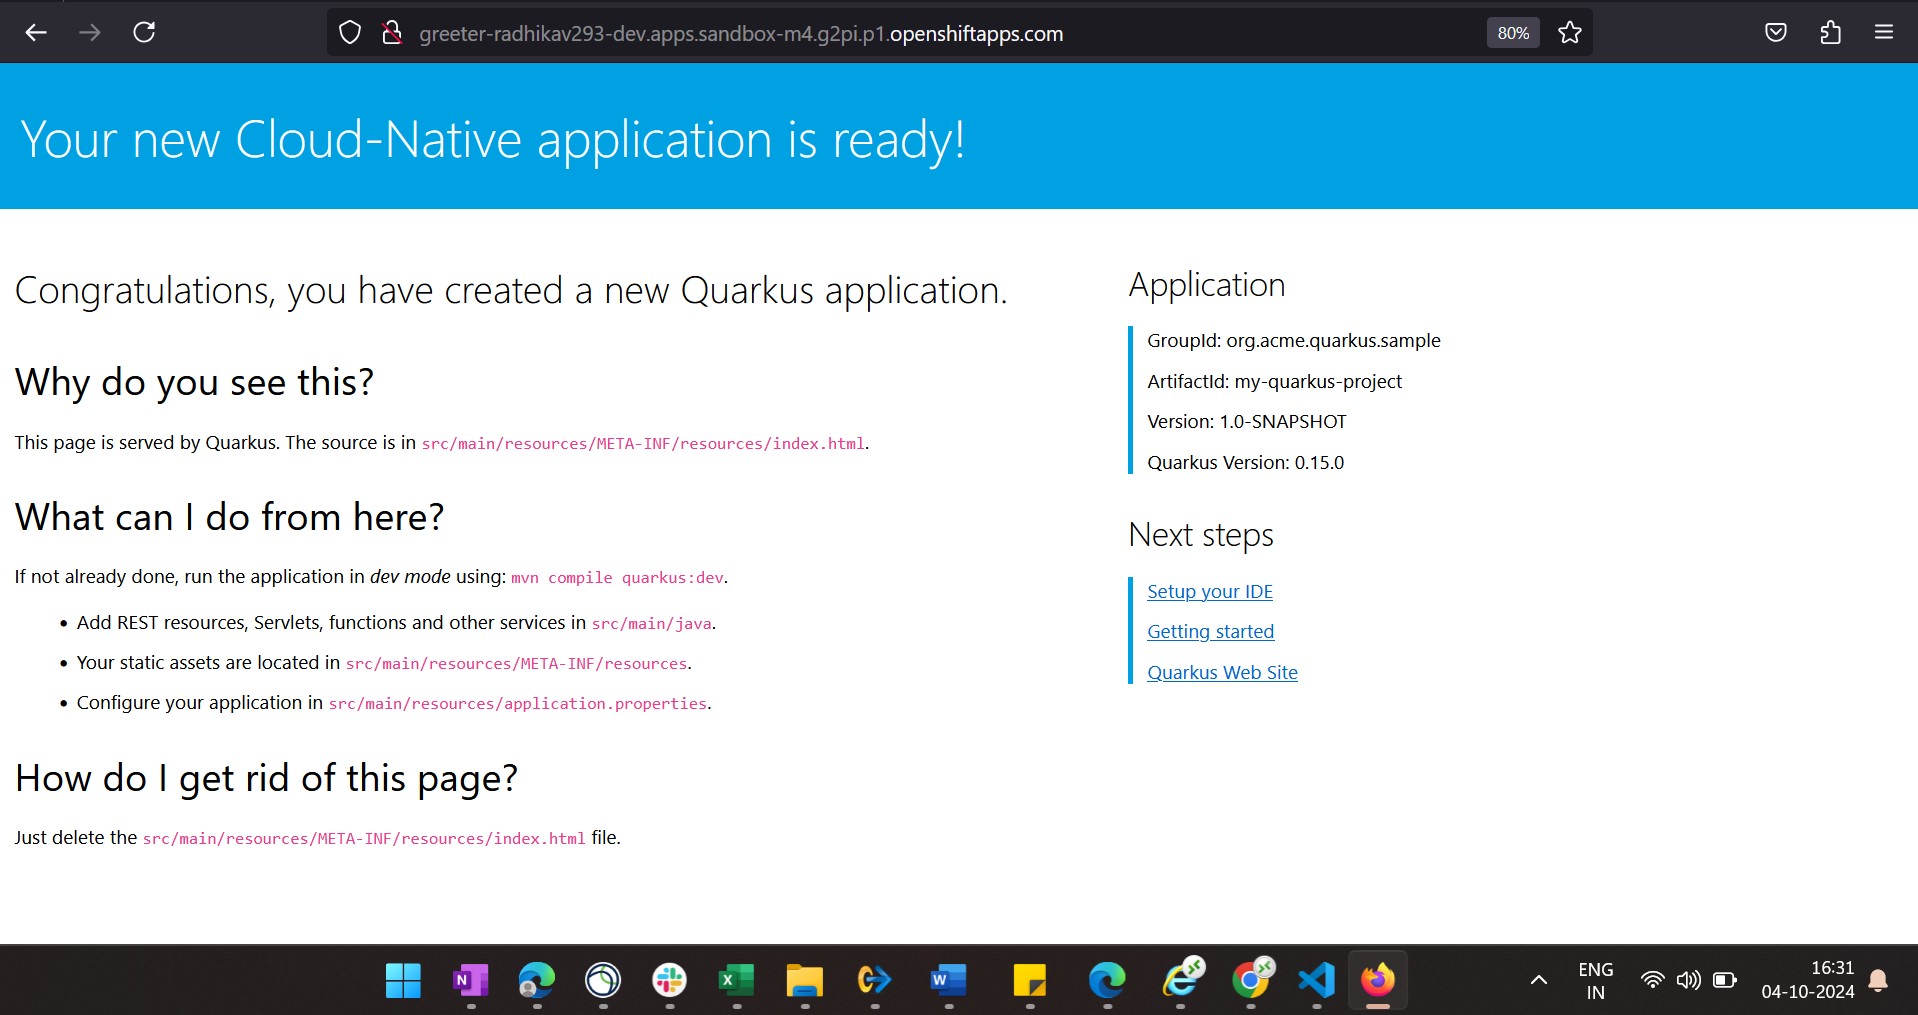 greeter-radhikav293-dev.apps.sandbox-m4.g2pi.p1.openshiftapps.com
80%
Your new Cloud-Native application is ready!
Congratulations, you have created a new Quarkus application.
Why do you see this?
This page is served by Quarkus. The source is in src/main/resources/META-INF/resources/index.html.
What can I do from here?
If not already done, run the application in dev mode using: mvn compile quarkus:dev.
• Add REST resources, Servlets, functions and other services in src/main/java.
• Your static assets are located in src/main/resources/META-INF/resources.
• Configure your application in src/main/resources/application.properties.
How do I get rid of this page?
Just delete the src/main/resources/META-INF/resources/index.html file.
Application
GroupId: org.acme.quarkus.sample
ArtifactId: my-quarkus-project
Version: 1.0-SNAPSHOT
Quarkus Version: 0.15.0
Next steps
Setup your IDE
Getting started
Quarkus Web Site
N
X
W
ENG
IN
16:31
04-10-2024